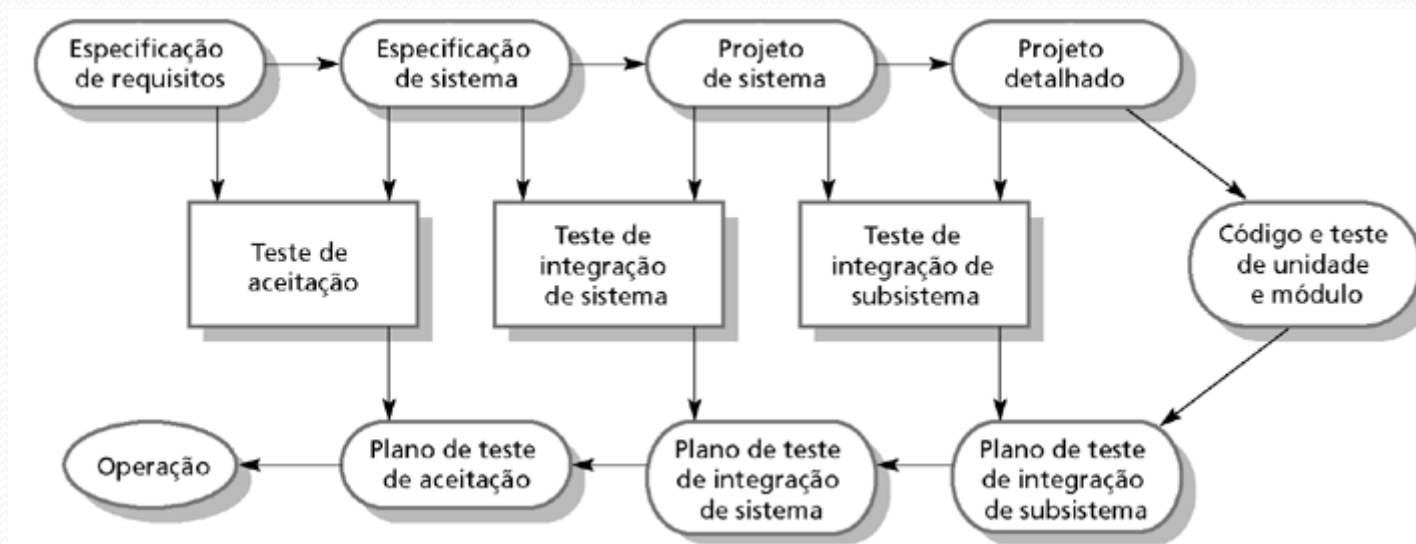 Especificação
de requisitos
Especificação
de sistema
Projeto
de sistema
Projeto
detalhado
Teste de
aceitação
Teste de
integração
de sistema
Teste de
integração de
subsistema
Código e teste
de unidade
e módulo
Operação
Plano de teste
de aceitação
Plano de teste
de integração
de sistema
Plano de teste
de integração
de subsistema